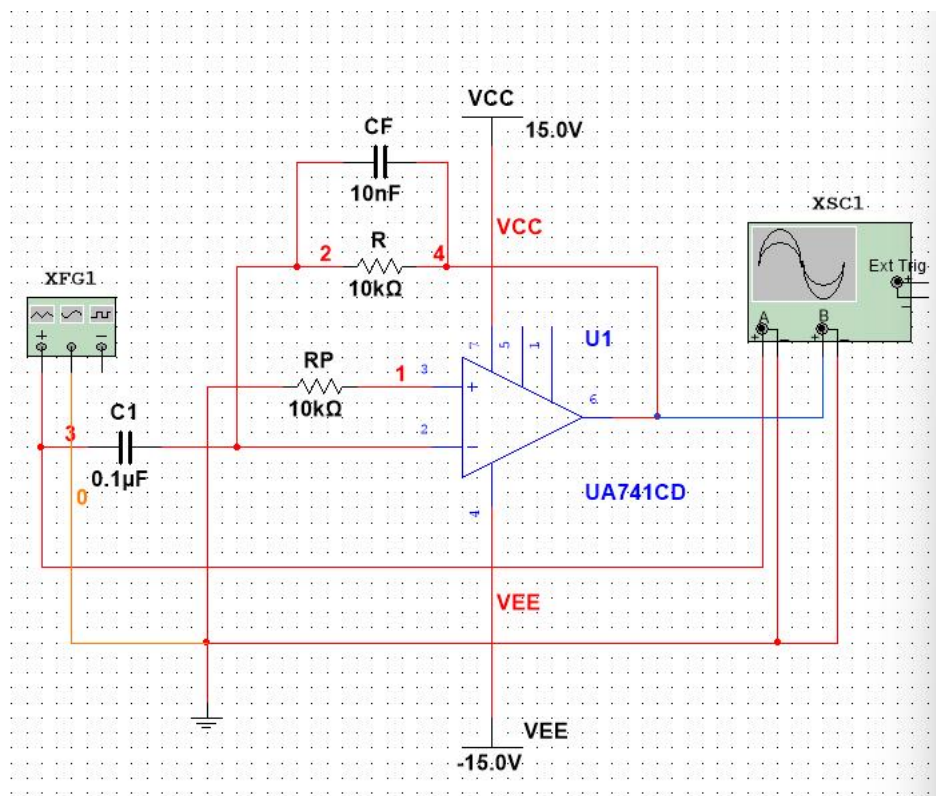 VCC
15.0V
CF
10nF
VCC
XSC1
Ext Trig
+
−
A
B
+ −
+ −
2
R
4
10kΩ
XFG1
+
−
7
5
1
U1
RP
1
3
10kΩ
+
6
C1
3
2
−
0.1µF
0
UA741CD
4
VEE
VEE
-15.0V